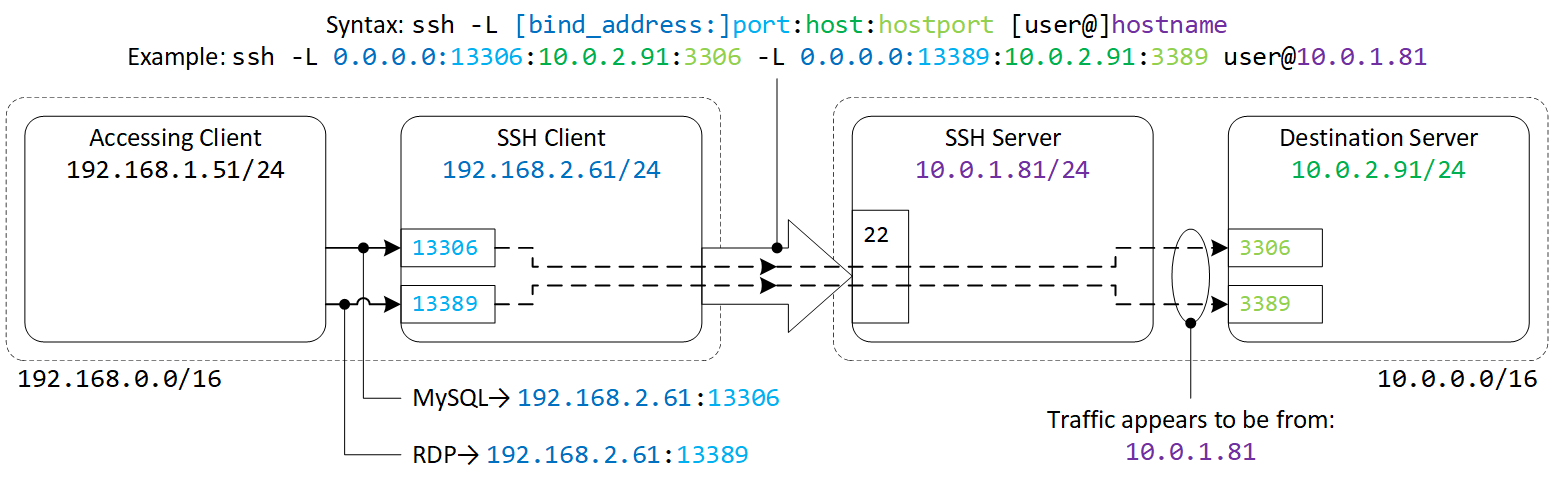 Syntax: ssh -L [bind_address:]port:host:hostport [user@]hostname
Example: ssh -L 0.0.0.0:13306:10.0.2.91:3306 -L 0.0.0.0:13389:10.0.2.91:3389 user@10.0.1.81
Accessing Client
192.168.1.51/24
SSH Client
192.168.2.61/24
13306
13389
SSH Server
10.0.1.81/24
22
Destination Server
10.0.2.91/24
3306
3389
192.168.0.0/16
10.0.0.0/16
MySQL→ 192.168.2.61:13306
RDP→ 192.168.2.61:13389
Traffic appears to be from:
10.0.1.81